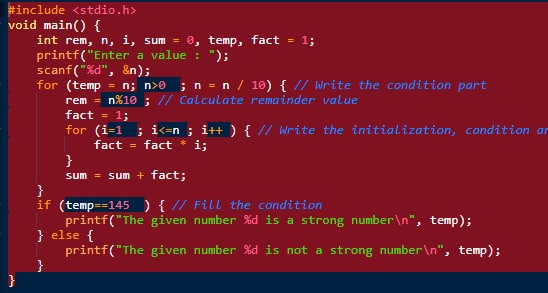 #include <stdio.h>
void main() {
    int rem, n, i, sum = 0, temp, fact = 1;
    printf("Enter a value : ");
    scanf("%d", &n);
    for (temp = n; n>0  ; n = n / 10) { // Write the condition part
        rem = n%10 ; // Calculate remainder value
        fact = 1;
        for (i=1  ; i<=n ; i++ ) { // Write the initialization, condition an
            fact = fact * i;
        }
        sum = sum + fact;
    }
    if (temp==145  ) { // Fill the condition
        printf("The given number %d is a strong number\n", temp);
    } else {
        printf("The given number %d is not a strong number\n", temp);
    }
}